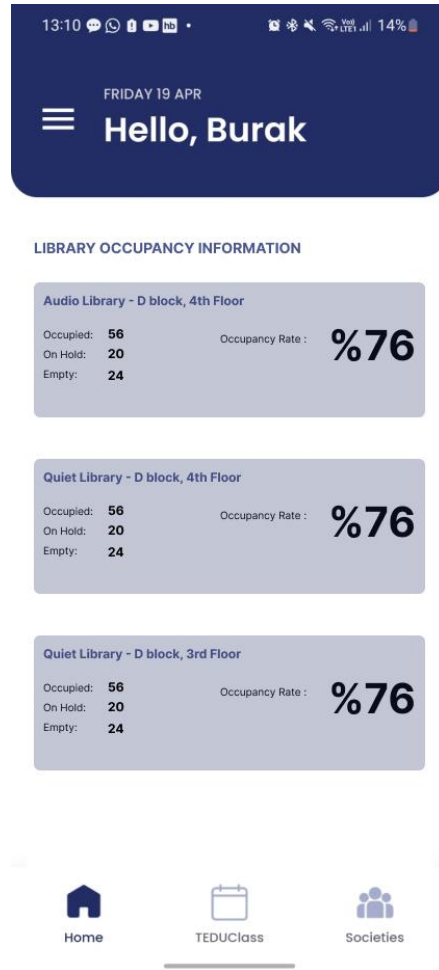 13:10
hb
VoI) LTE1 14%
FRIDAY 19 APR
Hello, Burak
LIBRARY OCCUPANCY INFORMATION
Audio Library - D block, 4th Floor
Occupied: 56
On Hold: 20
Empty: 24
Occupancy Rate : %76
Quiet Library - D block, 4th Floor
Occupied: 56
On Hold: 20
Empty: 24
Occupancy Rate : %76
Quiet Library - D block, 3rd Floor
Occupied: 56
On Hold: 20
Empty: 24
Occupancy Rate : %76
Home
TEDUClass
Societies